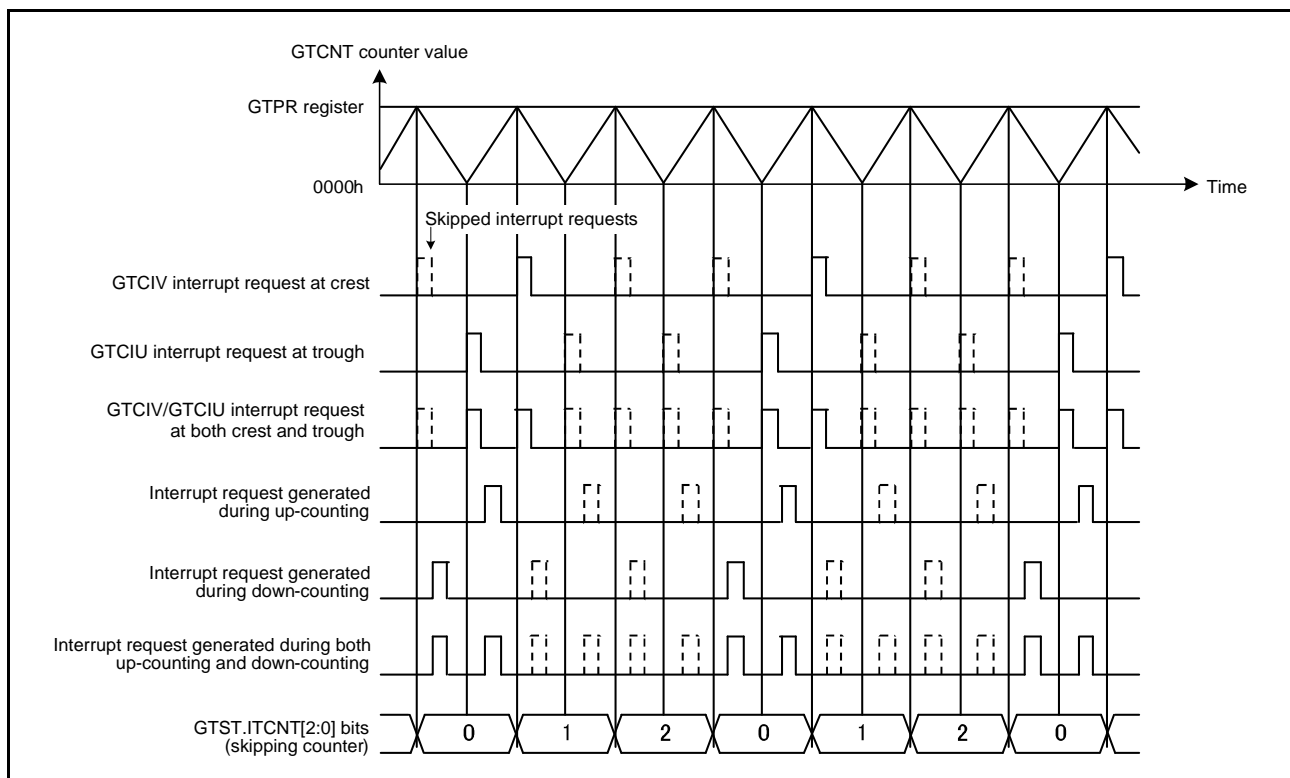 GTCNT counter value
GTPR register
0000h
Time
Skipped interrupt requests
GTCIV interrupt request at crest
GTCIU interrupt request at trough
GTCIV/GTCIU interrupt request
at both crest and trough
Interrupt request generated
during up-counting
Interrupt request generated
during down-counting
Interrupt request generated during both
up-counting and down-counting
GTST.ITCNT[2:0] bits
(skipping counter)
0 1 2 0 1 2 0